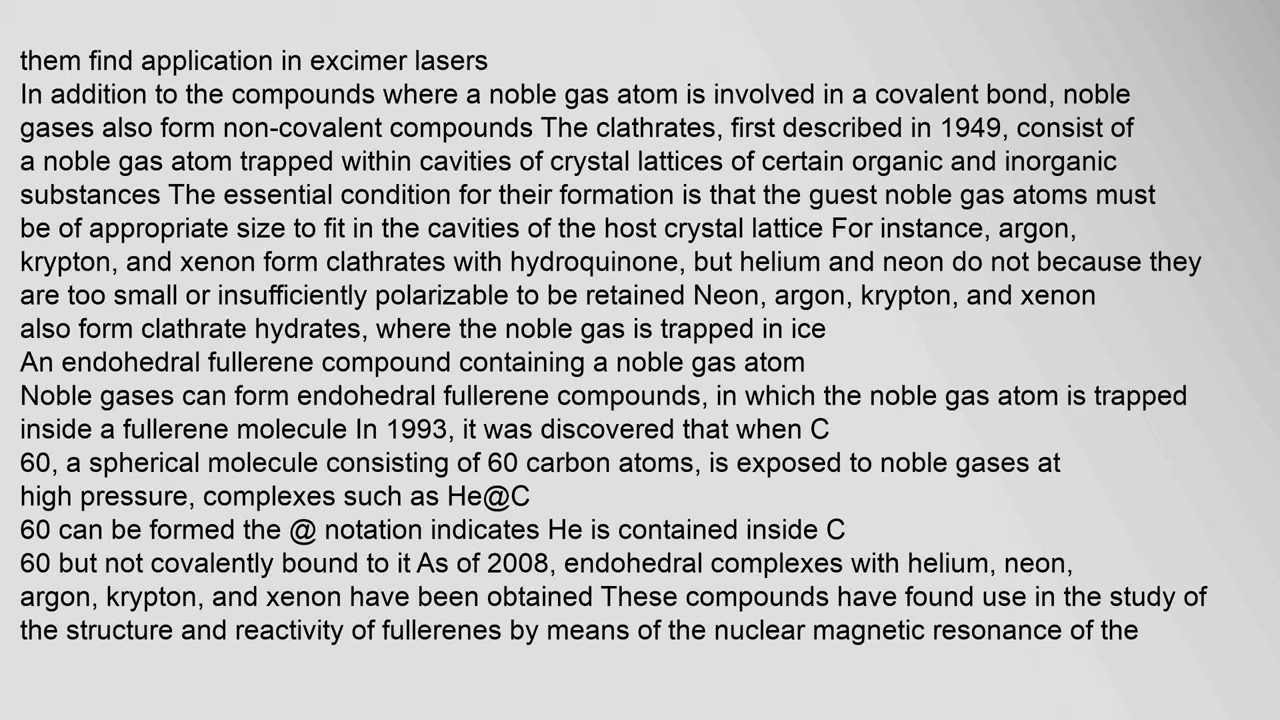 them find application in excimer lasers
In addition to the compounds where a noble gas atom is involved in a covalent bond, noble
gases also form non-covalent compounds The clathrates, first described in 1949, consist of
a noble gas atom trapped within cavities of crystal lattices of certain organic and inorganic
substances The essential condition for their formation is that the guest noble gas atoms must
be of appropriate size to fit in the cavities of the host crystal lattice For instance, argon,
krypton, and xenon form clathrates with hydroquinone, but helium and neon do not because they
are too small or insufficiently polarizable to be retained Neon, argon, krypton, and xenon
also form clathrate hydrates, where the noble gas is trapped in ice
An endohedral fullerene compound containing a noble gas atom
Noble gases can form endohedral fullerene compounds, in which the noble gas atom is trapped
inside a fullerene molecule In 1993, it was discovered that when C
60, a spherical molecule consisting of 60 carbon atoms, is exposed to noble gases at
high pressure, complexes such as He@C
60 can be formed the @ notation indicates He is contained inside C
60 but not covalently bound to it As of 2008, endohedral complexes with helium, neon,
argon, krypton, and xenon have been obtained These compounds have found use in the study of
the structure and reactivity of fullerenes by means of the nuclear magnetic resonance of the